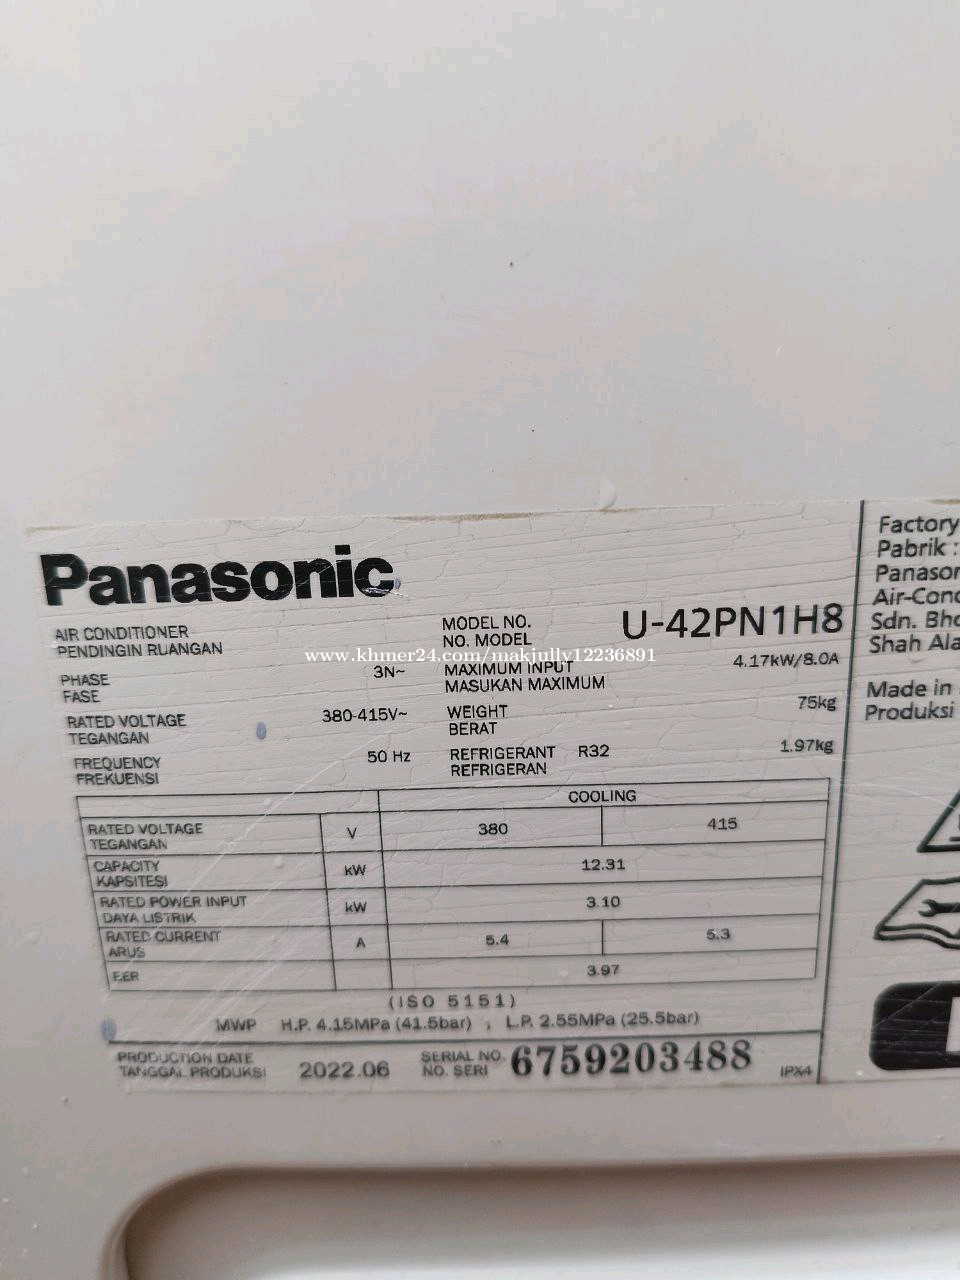 Panasonic
AIR CONDITIONER
PENDINGIN RUANGAN
MODEL NO.
NO. MODEL
U-42PN1H8
www.khmer24.com/makjully12236891
PHASE
FASE
3N~
MAXIMUM INPUT
MASUKAN MAXIMUM
4.17kW/8.0A
RATED VOLTAGE
TEGANGAN
380-415V~
WEIGHT
BERAT
75kg
FREQUENCY
FREKUENSI
50 Hz
REFRIGERANT R32
REFRIGERAN
1.97kg
COOLING
RATED VOLTAGE
TEGANGAN
V
380
415
CAPACITY
KAPSITESI
kW
12.31
RATED POWER INPUT
DAYA LISTRIK
kW
3.10
RATED CURRENT
ARUS
A
5.4
5.3
EER
3.97
(ISO 5151)
MWP H.P. 4.15MPa (41.5bar) ; L.P. 2.55MPa (25.5bar)
PRODUCTION DATE
TANGGAL PRODUKSI
2022.06
SERIAL NO.
NO. SERI
6759203488
IPX4
Factory
Pabrik :
Panason
Air-Cond
Sdn. Bhd
Shah Ala
Made in
Produksi